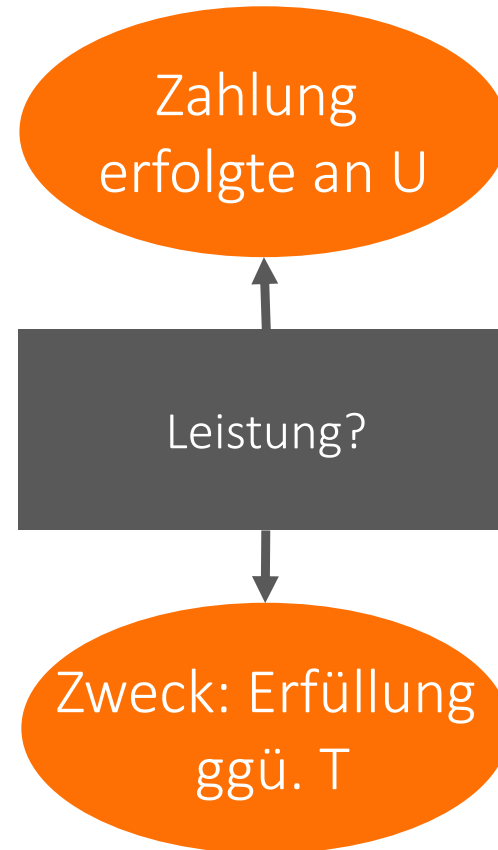 Zahlung
erfolgte an U
Leistung?
Zweck: Erfüllung
ggü. T